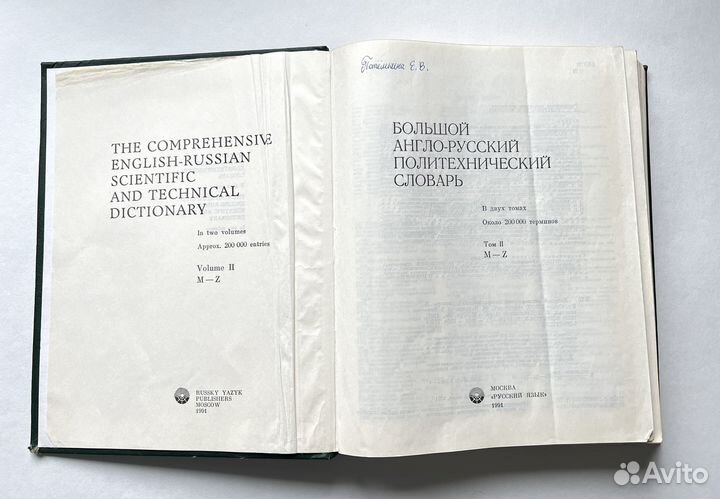 THE COMPREHENSIVE
ENGLISH-RUSSIAN
SCIENTIFIC
AND TECHNICAL
DICTIONARY
In two volumes
Approx. 200 000 entries
Volume II
M — Z
RUSSKY YAZYK
PUBLISHERS
MOSCOW
1991
Е. В.
БОЛЬШОЙ
АНГЛО-РУССКИЙ
ПОЛИТЕХНИЧЕСКИЙ
СЛОВАРЬ
В двух томах
Около 200 000 терминов
Том II
M — Z
МОСКВА
«РУССКИЙ ЯЗЫК»
1991
Avito